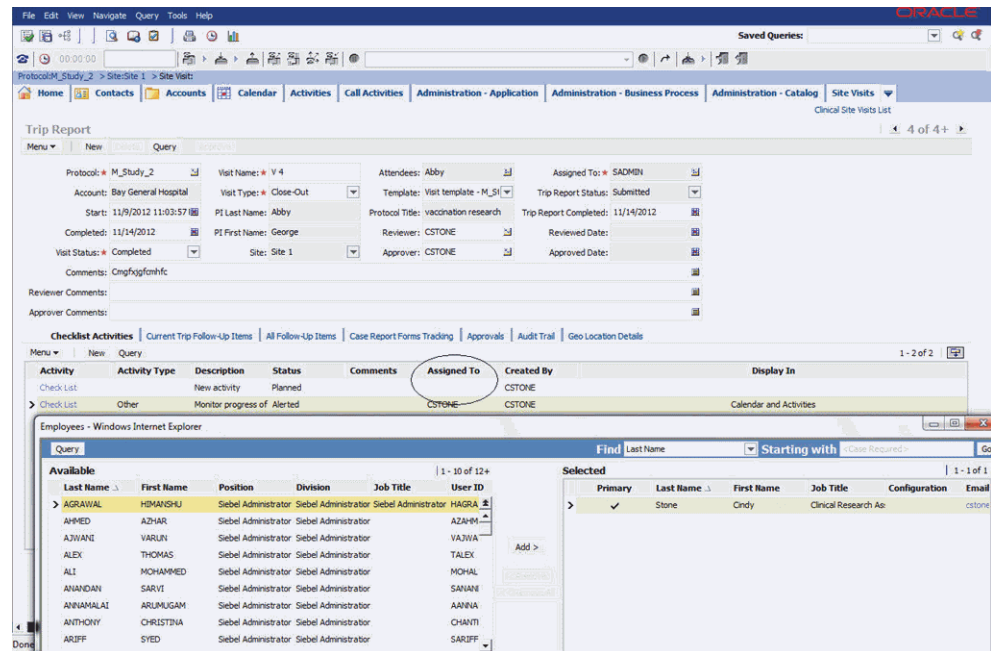 File Edit View Navigate Query Tools Help ORACLE
Saved Queries:
00:00:00
Protocol:M_Study_2 > Site:Site 1 > Site Visit:
Home Contacts Accounts Calendar Activities Call Activities Administration - Application Administration - Business Process Administration - Catalog Site Visits
Clinical Site Visits List
Trip Report 4 of 4+
Menu New Query
Protocol: M_Study_2 Visit Name: V 4 Attendees: Abby Assigned To: SADMIN
Account: Bay General Hospital Visit Type: Close-Out Template: Visit template - M_St Trip Report Status: Submitted
Start: 11/9/2012 11:03:57 PI Last Name: Abby Protocol Title: vaccination research Trip Report Completed: 11/14/2012
Completed: 11/14/2012 PI First Name: George Reviewer: CSTONE Reviewed Date:
Visit Status: Completed Site: Site 1 Approver: CSTONE Approved Date:
Comments: Cmgfxjgfcmhfc
Reviewer Comments:
Approver Comments:
Checklist Activities Current Trip Follow-Up Items All Follow-Up Items Case Report Forms Tracking Approvals Audit Trail Geo Location Details
Menu New Query 1 - 2 of 2
Activity Activity Type Description Status Comments Assigned To Created By Display In
Check List New activity Planned CSTONE
Check List Other Monitor progress of Alerted CSTONE CSTONE Calendar and Activities
Employees - Windows Internet Explorer
Query Find Last Name Starting with <Case Required> Go
Available 1 - 10 of 12+ Selected 1 - 1 of 1
Last Name First Name Position Division Job Title User ID Primary Last Name First Name Job Title Configuration Email
AGRAWAL HIMANSHU Siebel Administrator Siebel Administrator Siebel Administrator HAGRA Stone Cindy Clinical Research As cstone
AHMED AZHAR Siebel Administrator Siebel Administrator AZAHM
AJWANI VARUN Siebel Administrator Siebel Administrator VAJWA
ALEX THOMAS Siebel Administrator Siebel Administrator TALEX
Add >
ALI MOHAMMED Siebel Administrator Siebel Administrator MOHAL
ANANDAN SARVI Siebel Administrator Siebel Administrator SANANI
ANNAMALAI ARUMUGAM Siebel Administrator Siebel Administrator AANNA
ANTHONY CHRISTINA Siebel Administrator Siebel Administrator CHANTI
ARIFF SYED Siebel Administrator Siebel Administrator SARIFF
Done